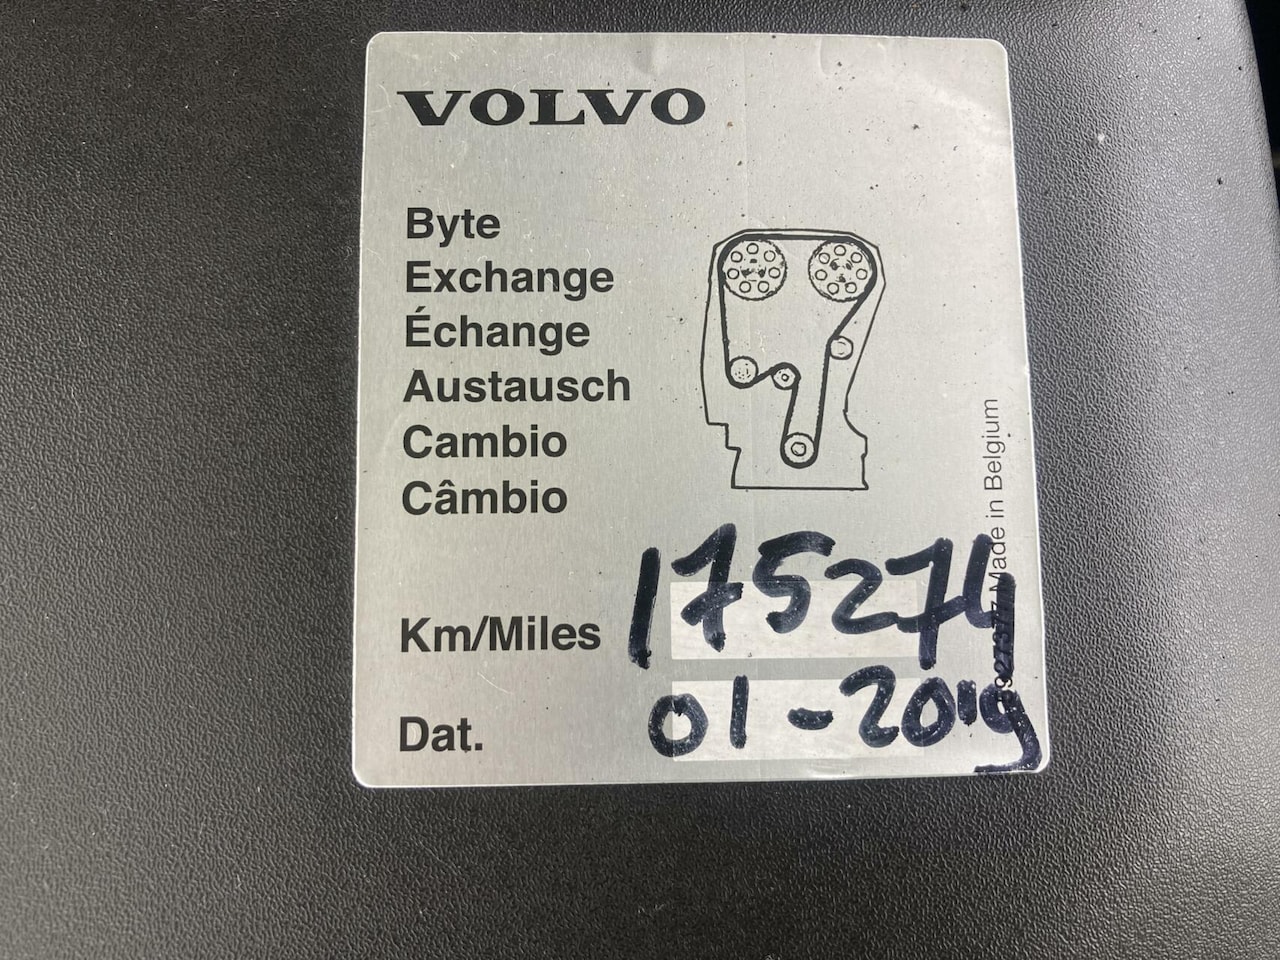 VOLVO
Byte
Exchange
Échange
Austausch
Cambio
Câmbio
Km/Miles 175274
Dat. 01-2019
Made in Belgium